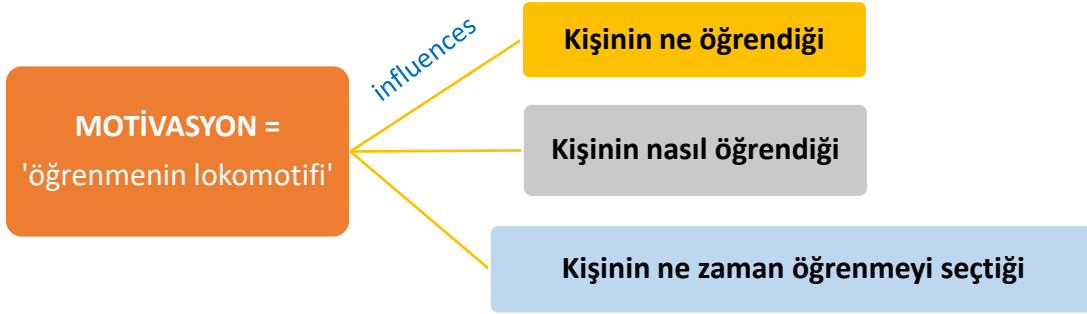 MOTİVASYON =
'öğrenmenin lokomotifi'
influences
Kişinin ne öğrendiği
Kişinin nasıl öğrendiği
Kişinin ne zaman öğrenmeyi seçtiği